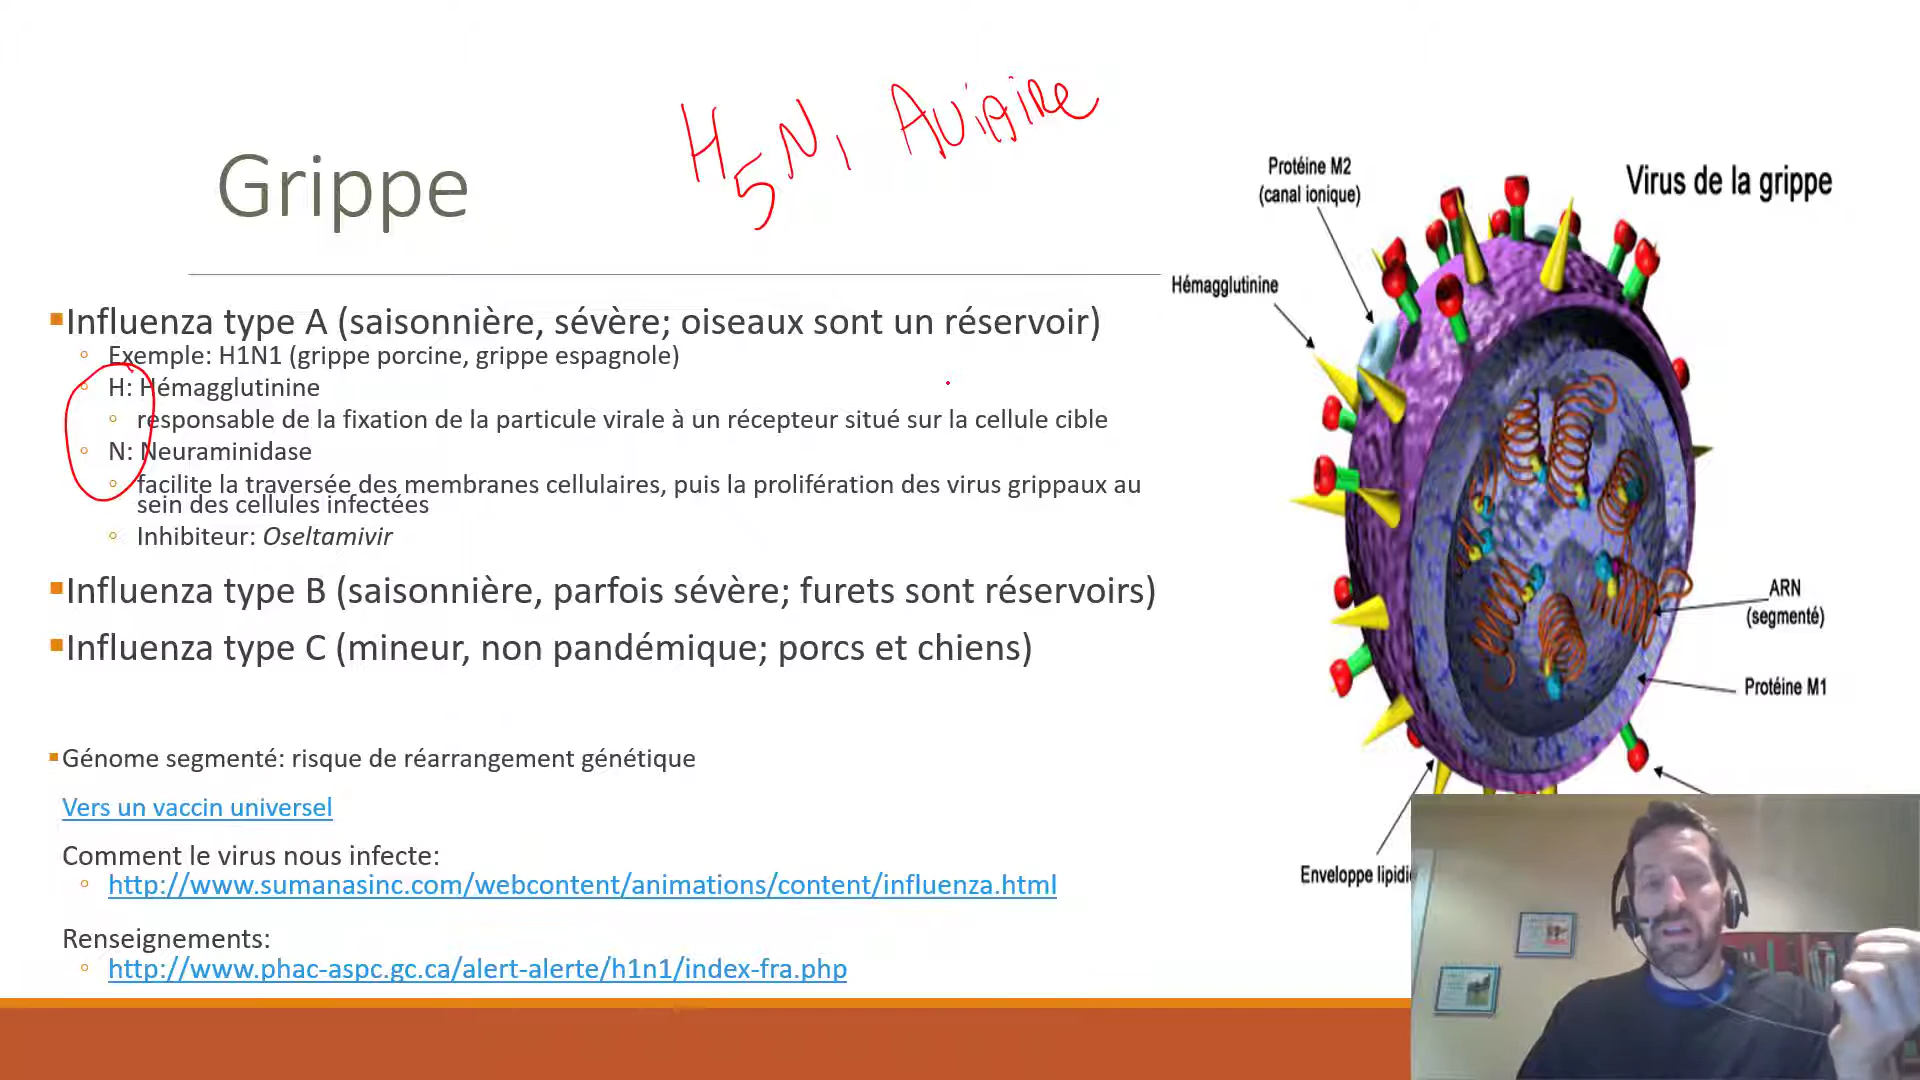 H5N1 Aviaire
Grippe
Influenza type A (saisonnière, sévère; oiseaux sont un réservoir)
Exemple: H1N1 (grippe porcine, grippe espagnole)
H: Hémagglutinine
responsable de la fixation de la particule virale à un récepteur situé sur la cellule cible
N: Neuraminidase
facilite la traversée des membranes cellulaires, puis la prolifération des virus grippaux au
sein des cellules infectées
Inhibiteur: Oseltamivir
Influenza type B (saisonnière, parfois sévère; furets sont réservoirs)
Influenza type C (mineur, non pandémique; porcs et chiens)
Génome segmenté: risque de réarrangement génétique
Vers un vaccin universel
Comment le virus nous infecte:
http://www.sumanasinc.com/webcontent/animations/content/influenza.html
Renseignements:
http://www.phac-aspc.gc.ca/alert-alerte/h1n1/index-fra.php
Virus de la grippe
Protéine M2
(canal ionique)
Hémagglutinine
ARN
(segmenté)
Protéine M1
Enveloppe lipidi